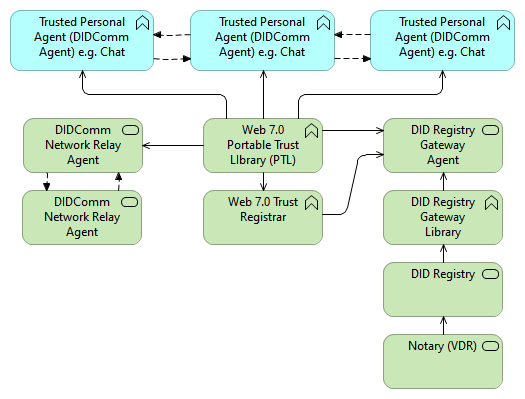 Trusted Personal
Agent (DIDComm
Agent) e.g. Chat
Trusted Personal
Agent (DIDComm
Agent) e.g. Chat
Trusted Personal
Agent (DIDComm
Agent) e.g. Chat
DIDComm
Network Relay
Agent
Web 7.0
Portable Trust
LIbrary (PTL)
DID Registry
Gateway
Agent
DIDComm
Network Relay
Agent
Web 7.0 Trust
Registrar
DID Registry
Gateway
Library
DID Registry
Notary (VDR)